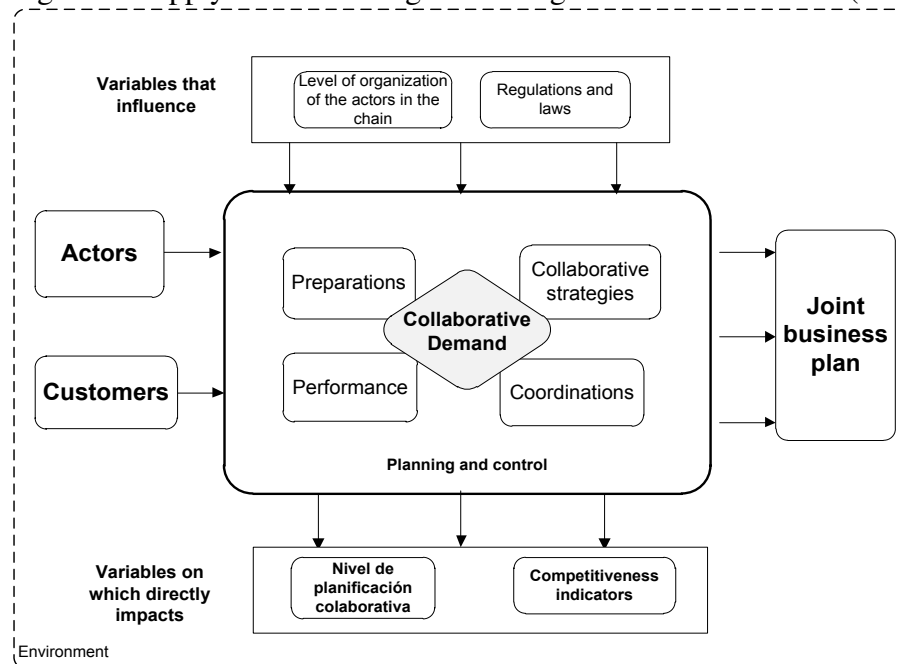 Variables that
influence
Level of organization
of the actors in the
chain
Regulations and
laws
Actors
Customers
Preparations
Collaborative
strategies
Collaborative
Demand
Performance
Coordinations
Planning and control
Joint
business
plan
Variables on
which directly
impacts
Nivel de
planificación
colaborativa
Competitiveness
indicators
Environment